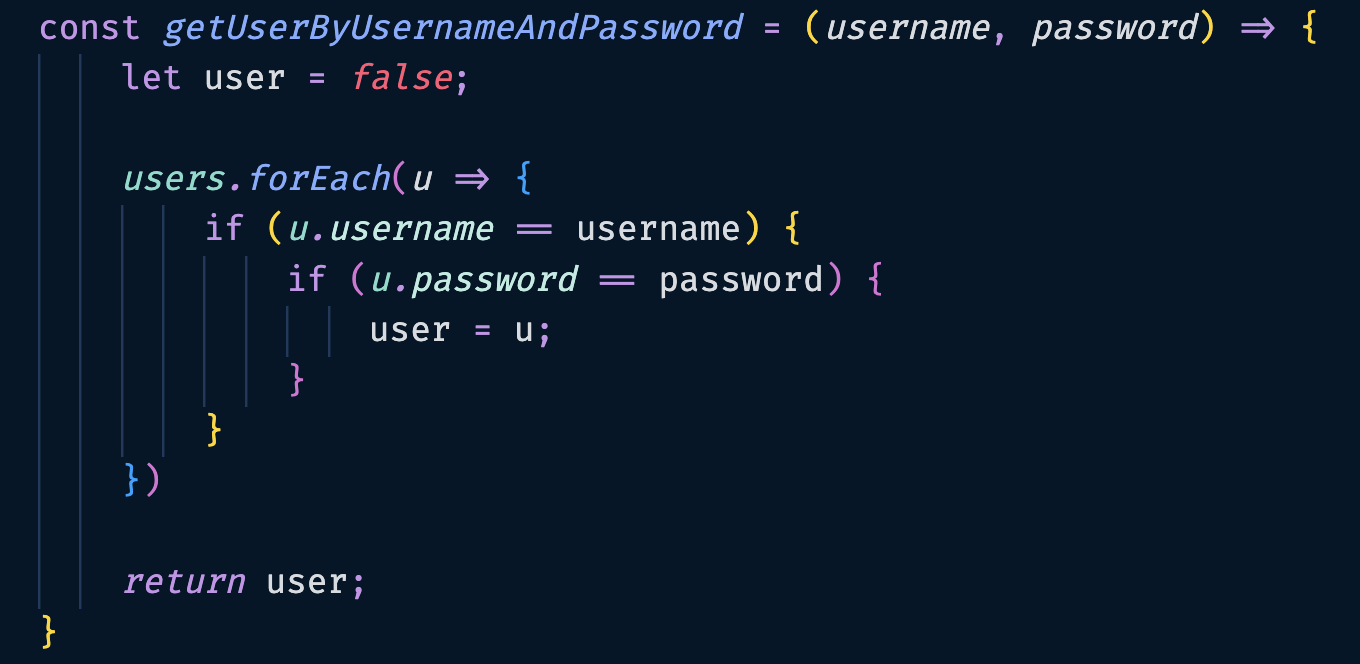 const getUserByUsernameAndPassword = (username, password) => {
    let user = false;

    users.forEach(u => {
        if (u.username == username) {
            if (u.password == password) {
                user = u;
            }
        }
    })

    return user;
}